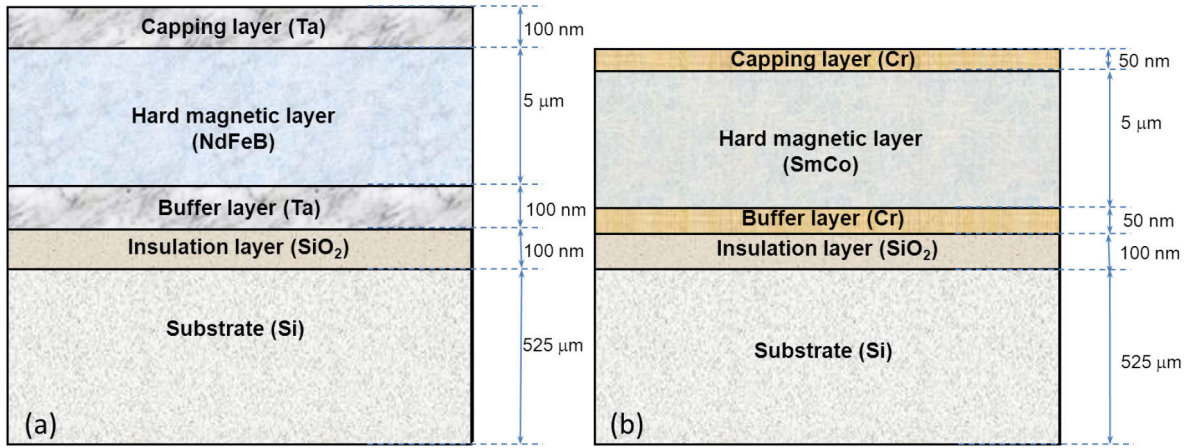 Capping layer (Ta)
100 nm
Hard magnetic layer
(NdFeB)
5 μm
Buffer layer (Ta)
100 nm
Insulation layer (SiO₂)
100 nm
Substrate (Si)
525 μm
(a)
Capping layer (Cr)
50 nm
Hard magnetic layer
(SmCo)
5 μm
Buffer layer (Cr)
50 nm
Insulation layer (SiO₂)
100 nm
Substrate (Si)
525 μm
(b)